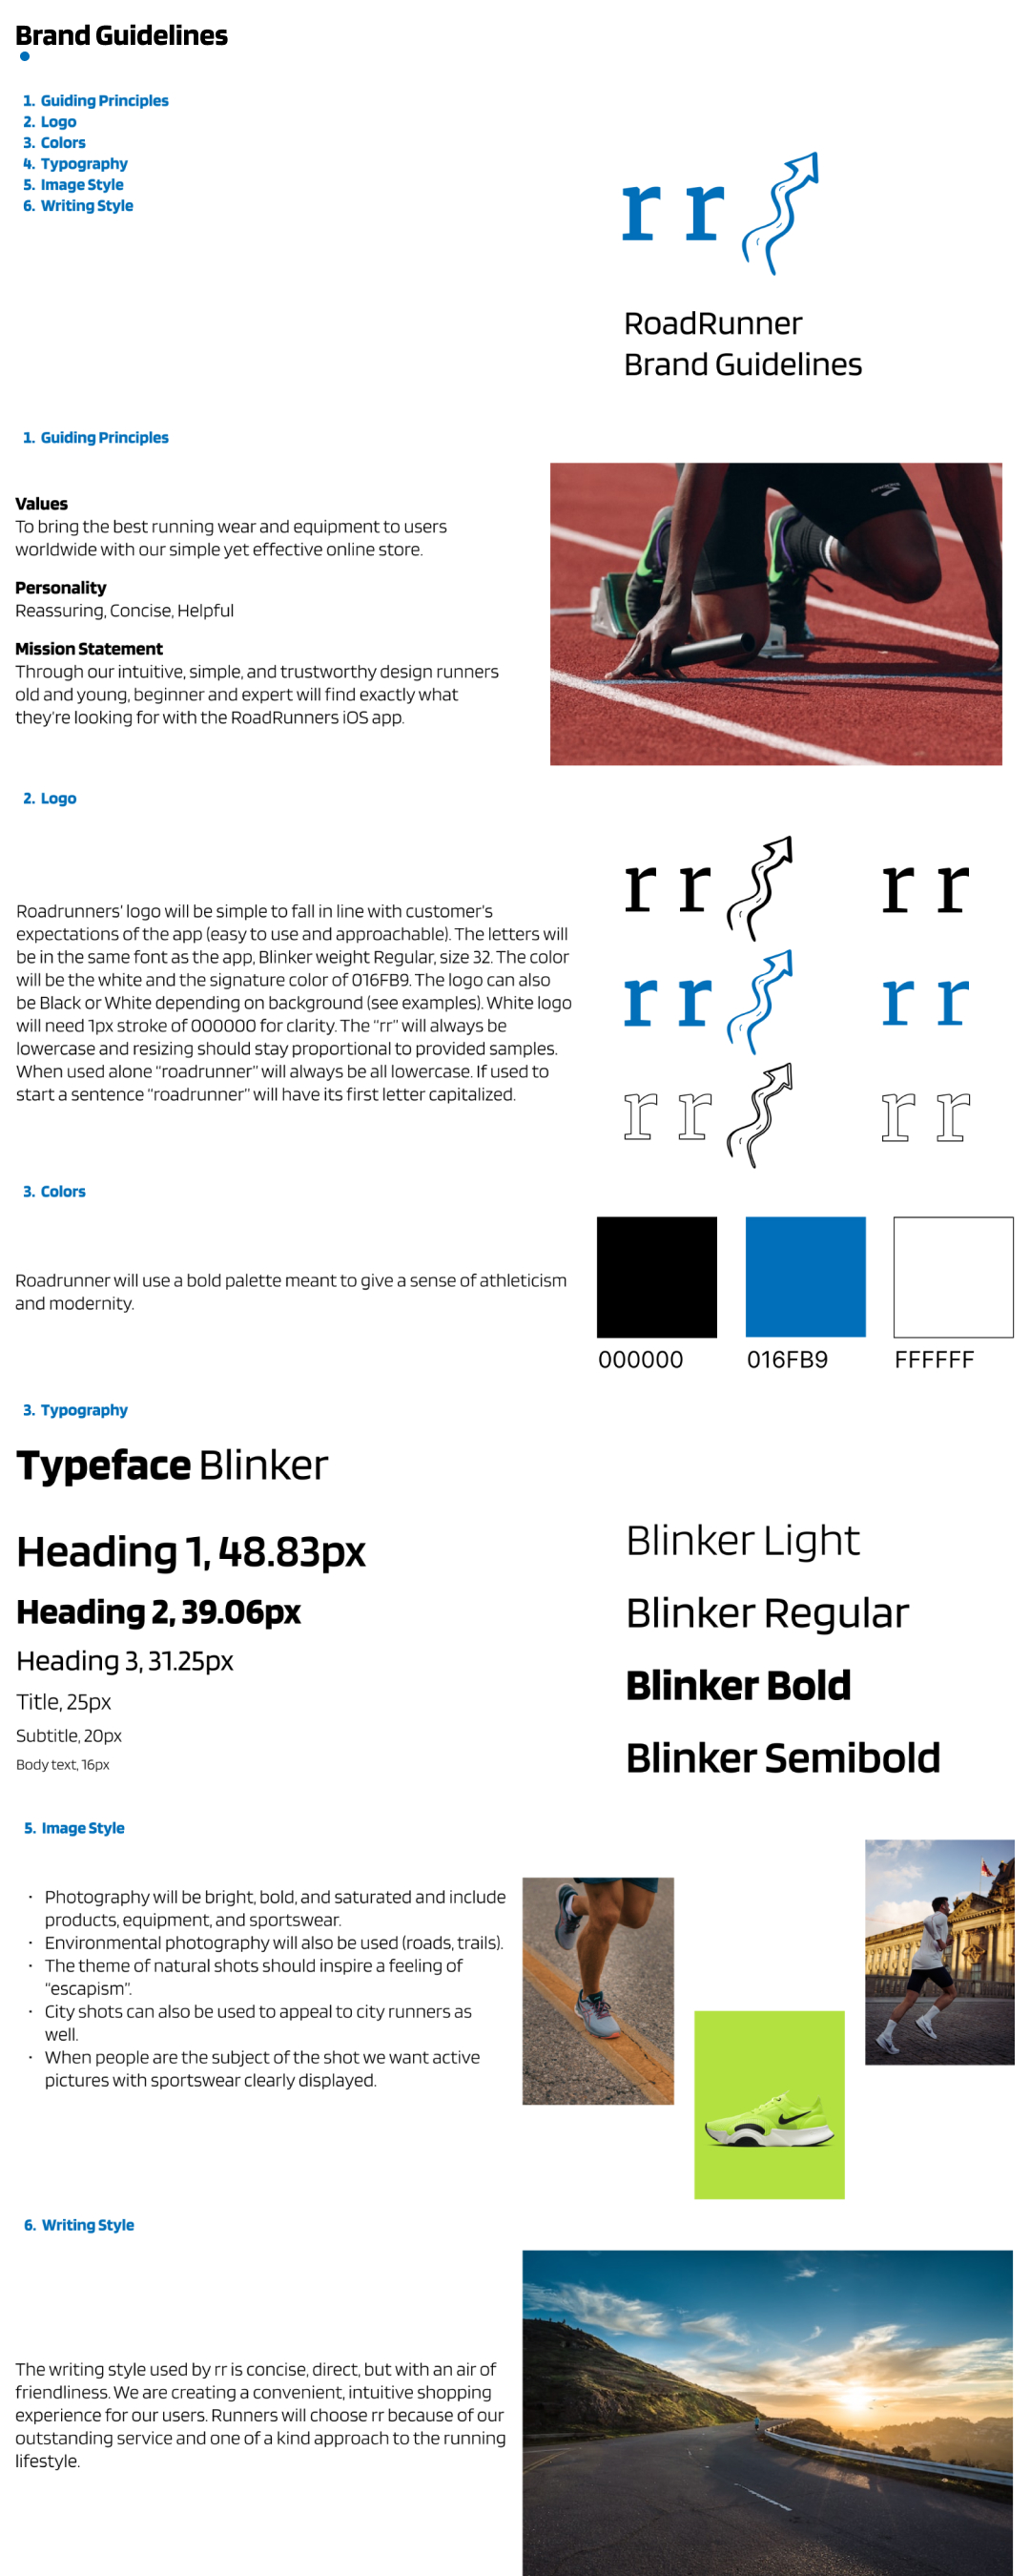 Brand Guidelines
1. Guiding Principles
2. Logo
3. Colors
4. Typography
5. Image Style
6. Writing Style
r r
RoadRunner
Brand Guidelines
1. Guiding Principles
Values
To bring the best running wear and equipment to users
worldwide with our simple yet effective online store.
Personality
Reassuring, Concise, Helpful
Mission Statement
Through our intuitive, simple, and trustworthy design runners
old and young, beginner and expert will find exactly what
they're looking for with the RoadRunners iOS app.
2. Logo
Roadrunners' logo will be simple to fall in line with customer's
expectations of the app (easy to use and approachable). The letters will
be in the same font as the app, Blinker weight Regular, size 32. The color
will be the white and the signature color of 016FB9. The logo can also
be Black or White depending on background (see examples). White logo
will need 1px stroke of 000000 for clarity. The "rr" will always be
lowercase and resizing should stay proportional to provided samples.
When used alone "roadrunner" will always be all lowercase. If used to
start a sentence "roadrunner" will have its first letter capitalized.
r r
r r
r r
r r
r r
r r
3. Colors
Roadrunner will use a bold palette meant to give a sense of athleticism
and modernity.
000000
016FB9
FFFFFF
3. Typography
Typeface Blinker
Heading 1, 48.83px
Heading 2, 39.06px
Heading 3, 31.25px
Title, 25px
Subtitle, 20px
Body text, 16px
Blinker Light
Blinker Regular
Blinker Bold
Blinker Semibold
5. Image Style
· Photography will be bright, bold, and saturated and include
products, equipment, and sportswear.
· Environmental photography will also be used (roads, trails).
· The theme of natural shots should inspire a feeling of
"escapism".
· City shots can also be used to appeal to city runners as
well.
· When people are the subject of the shot we want active
pictures with sportswear clearly displayed.
6. Writing Style
The writing style used by rr is concise, direct, but with an air of
friendliness. We are creating a convenient, intuitive shopping
experience for our users. Runners will choose rr because of our
outstanding service and one of a kind approach to the running
lifestyle.